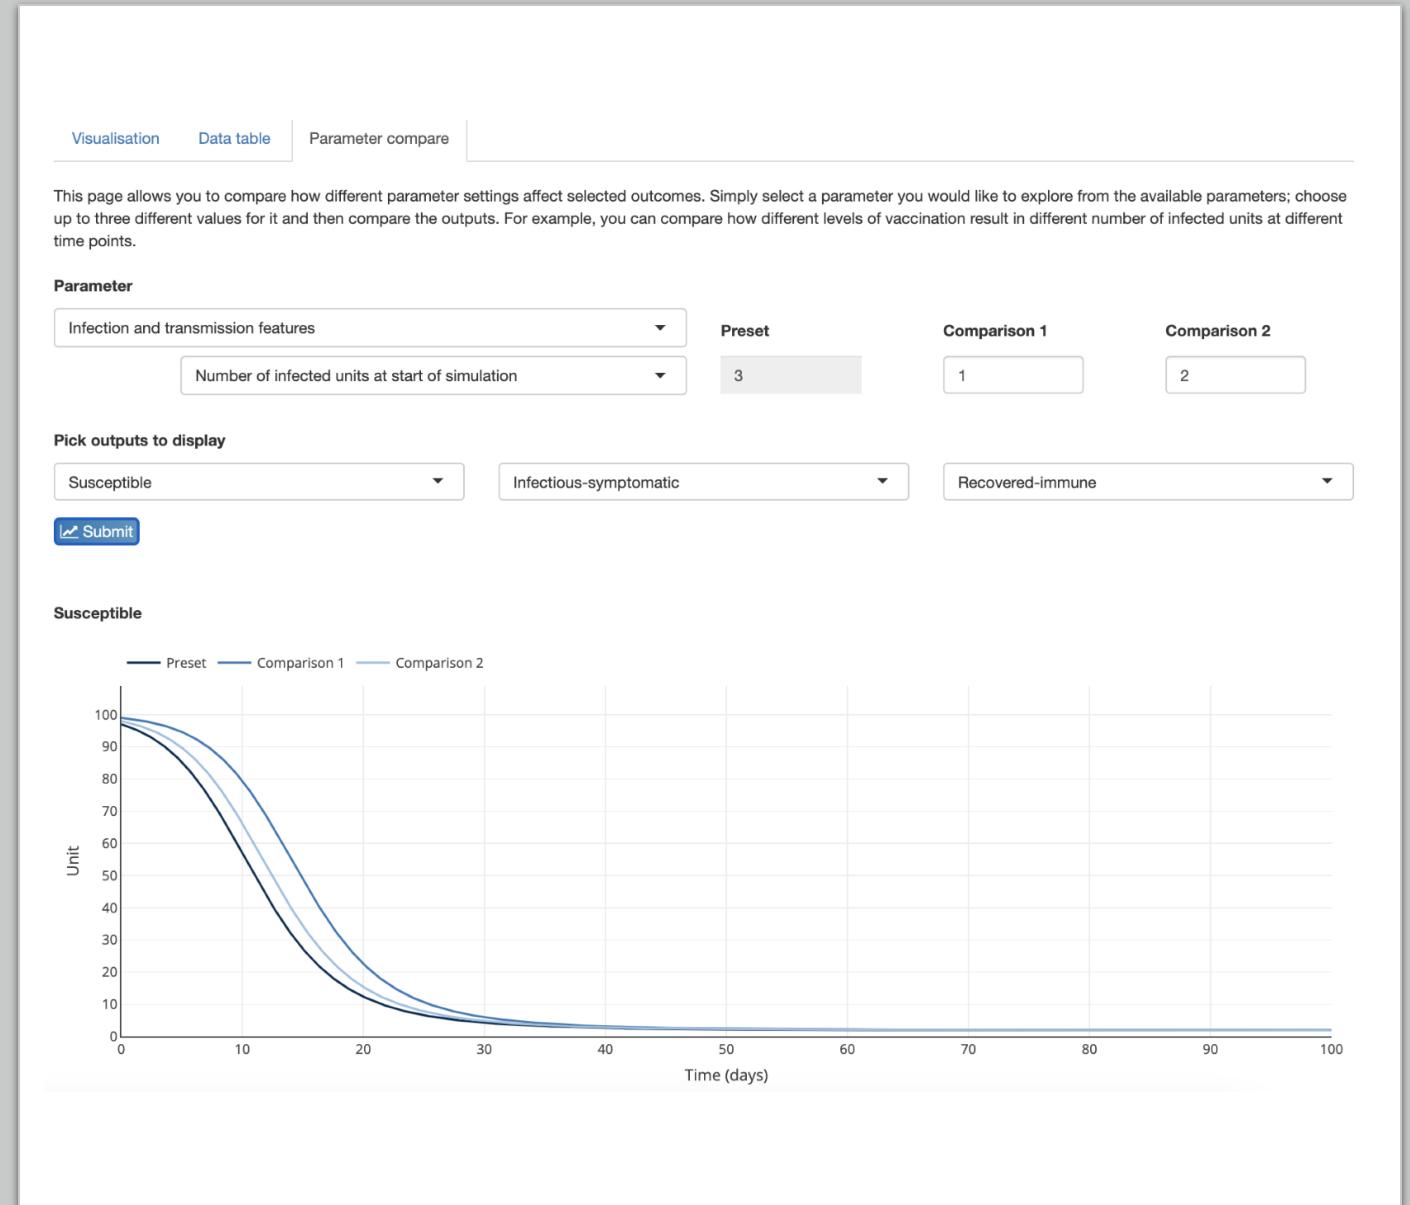 Visualisation Data table Parameter compare
This page allows you to compare how different parameter settings affect selected outcomes. Simply select a parameter you would like to explore from the available parameters; choose
up to three different values for it and then compare the outputs. For example, you can compare how different levels of vaccination result in different number of infected units at different
time points.
Parameter
Infection and transmission features
Preset Comparison 1 Comparison 2
Number of infected units at start of simulation
3 1 2
Pick outputs to display
Susceptible Infectious-symptomatic Recovered-immune
Submit
Susceptible
Preset Comparison 1 Comparison 2
100
90
80
70
60
50
40
30
20
10
0
Unit
0 10 20 30 40 50 60 70 80 90 100
Time (days)